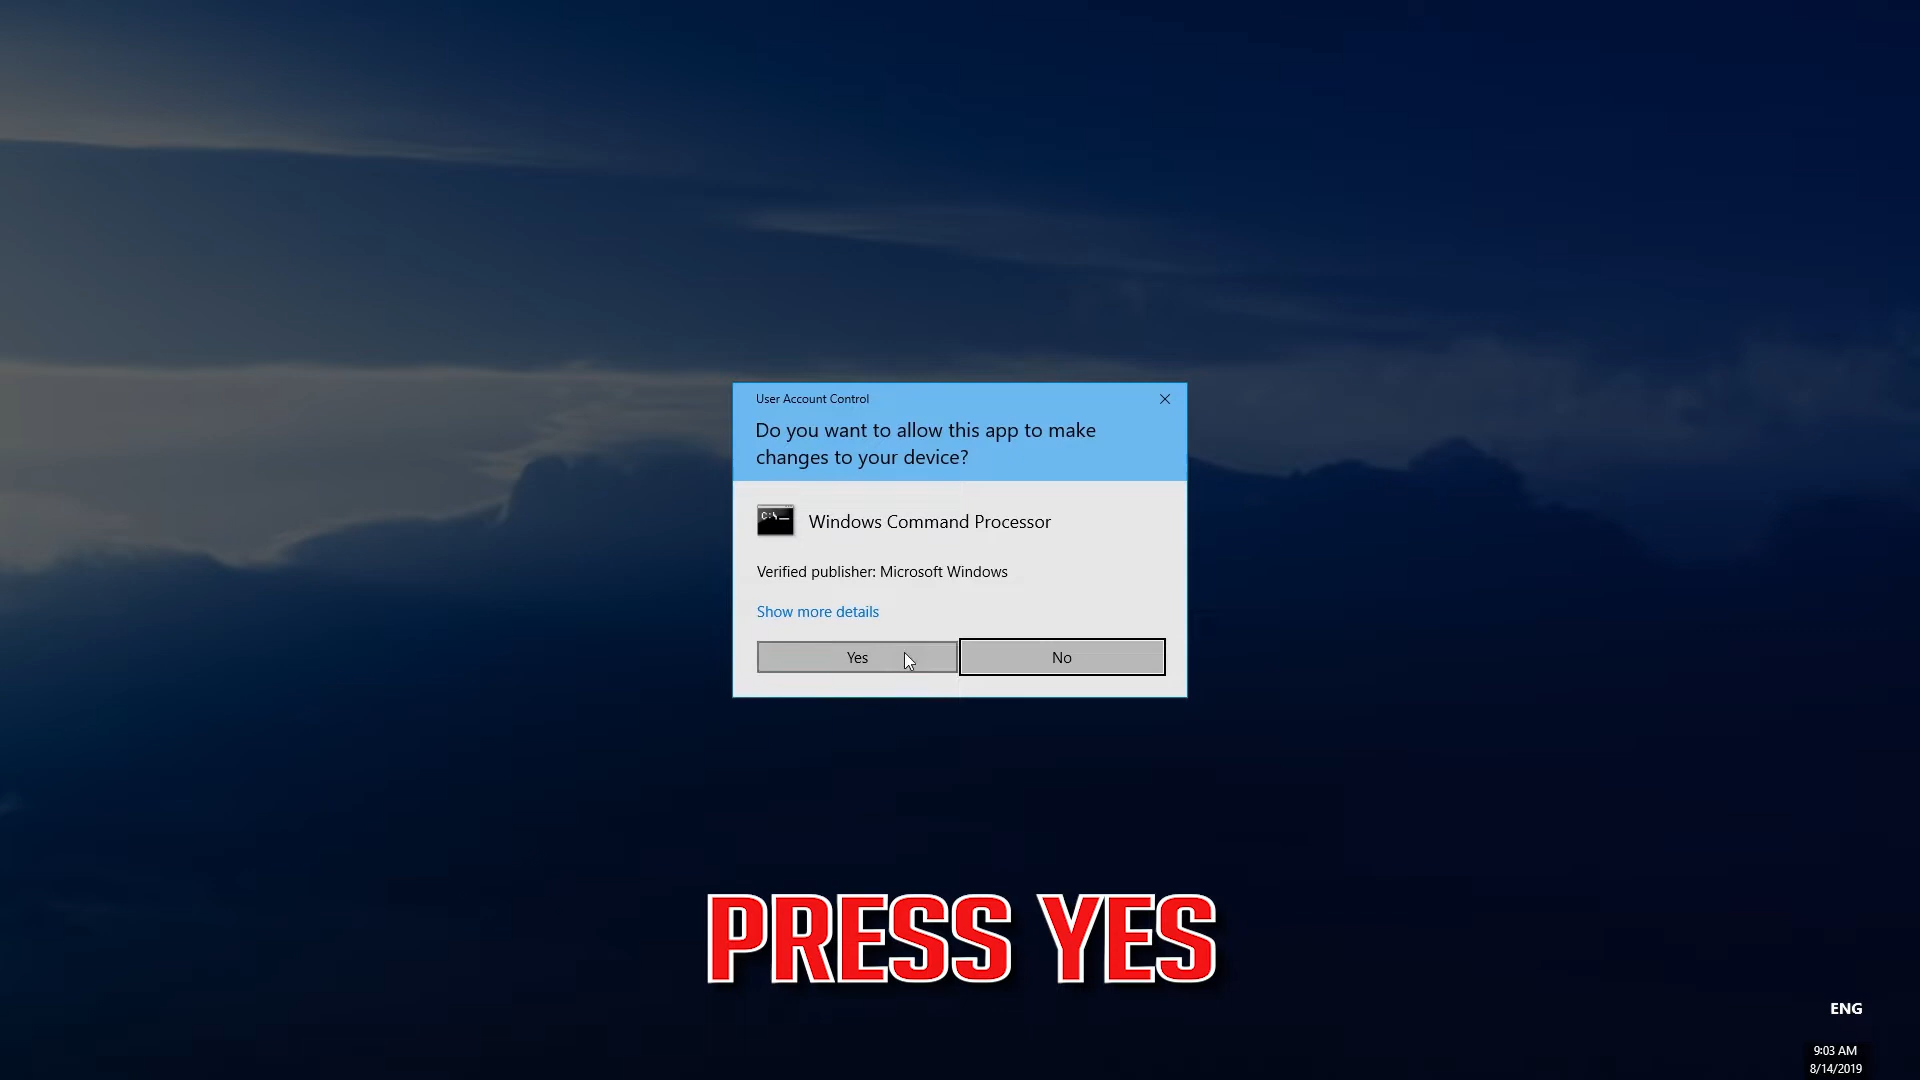 User Account Control
Do you want to allow this app to make
changes to your device?
C:\
Windows Command Processor
Verified publisher: Microsoft Windows
Show more details
Yes
No
PRESS YES
ENG
9:03 AM
8/14/2019